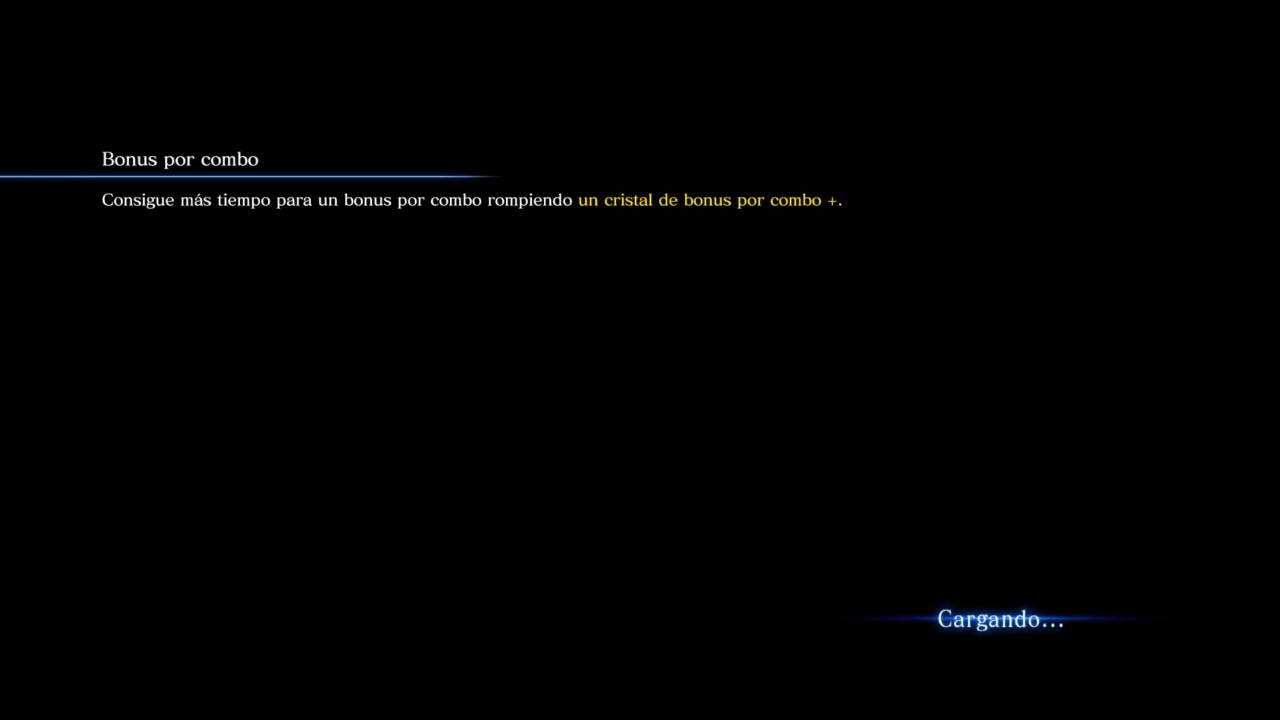 Bonus por combo
Consigue más tiempo para un bonus por combo rompiendo un cristal de bonus por combo +.
Cargando...